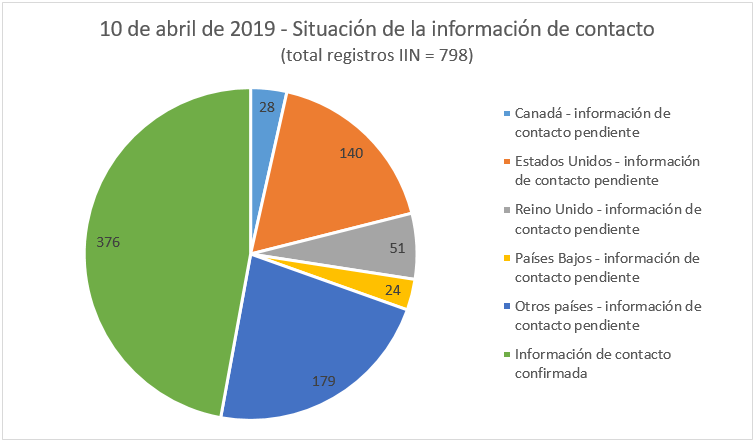 10 de abril de 2019 - Situación de la información de contacto
(total registros IIN = 798)
28
140
51
24
179
376
Canadá - información de
contacto pendiente
Estados Unidos - información
de contacto pendiente
Reino Unido - información de
contacto pendiente
Países Bajos - información de
contacto pendiente
Otros países - información de
contacto pendiente
Información de contacto
confirmada